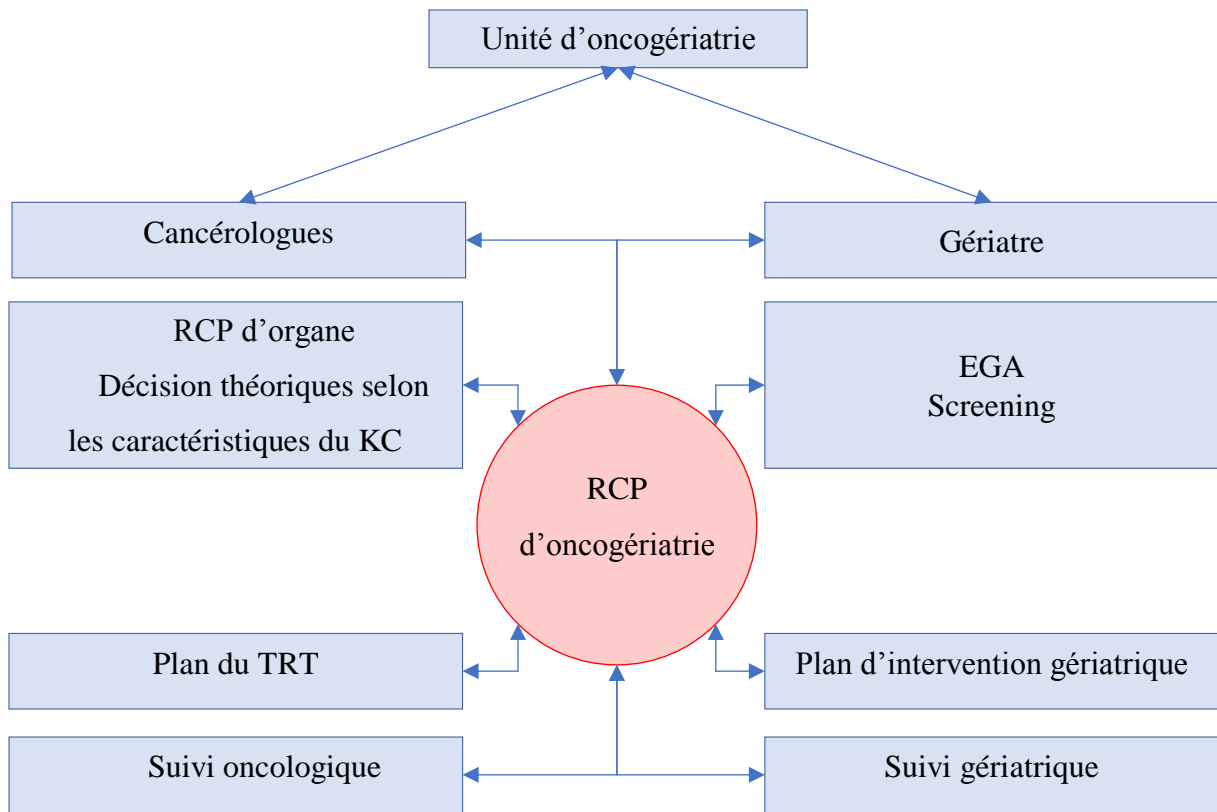 Unité d’oncogériatrie
Cancérologues
Gériatre
RCP d’organe
Décision théoriques selon
les caractéristiques du KC
EGA
Screening
RCP
d’oncogériatrie
Plan du TRT
Plan d’intervention gériatrique
Suivi oncologique
Suivi gériatrique